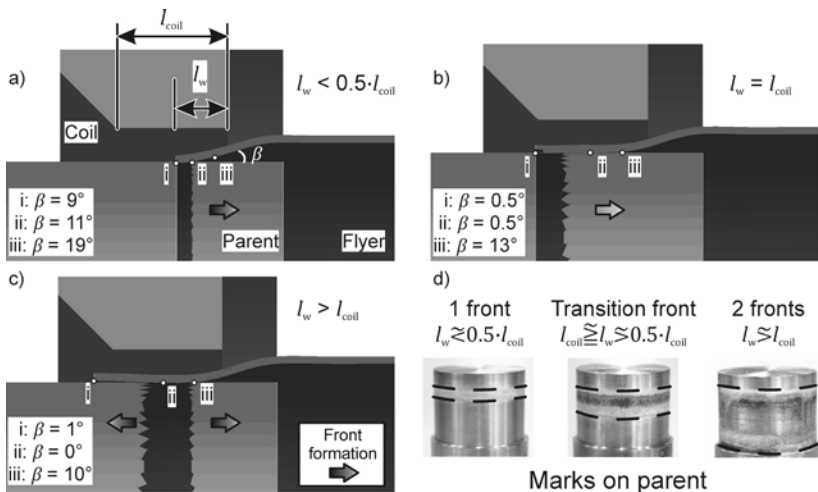 a)
l_coil
l_w
l_w < 0.5·l_coil
Coil
β
i
ii
iii
i: β = 9°
ii: β = 11°
iii: β = 19°
Parent
Flyer
b)
l_w = l_coil
i
ii
iii
i: β = 0.5°
ii: β = 0.5°
iii: β = 13°
c)
l_w > l_coil
i
ii
iii
i: β = 1°
ii: β = 0°
iii: β = 10°
Front
formation
d)
1 front
l_w ≷ 0.5·l_coil
Transition front
l_coil ⪆ l_w ≷ 0.5·l_coil
2 fronts
l_w ≷ l_coil
Marks on parent